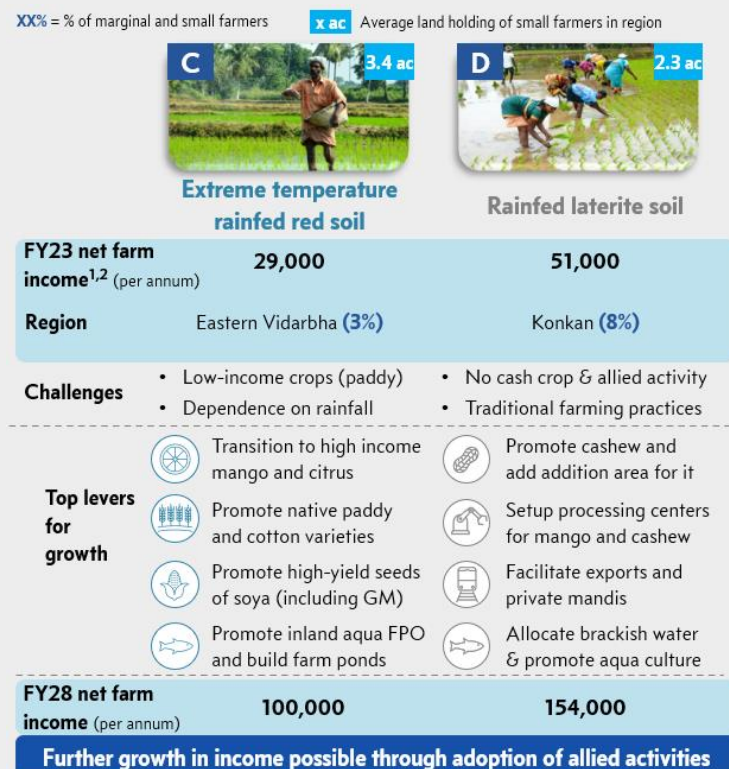 XX% = % of marginal and small farmers
x ac Average land holding of small farmers in region
C 3.4 ac
D 2.3 ac
Extreme temperature
rainfed red soil
Rainfed laterite soil
FY23 net farm
income1,2 (per annum)
29,000
51,000
Region
Eastern Vidarbha (3%)
Konkan (8%)
Challenges
• Low-income crops (paddy)
• Dependence on rainfall
• No cash crop & allied activity
• Traditional farming practices
Top levers
for
growth
Transition to high income
mango and citrus
Promote native paddy
and cotton varieties
Promote high-yield seeds
of soya (including GM)
Promote inland aqua FPO
and build farm ponds
Promote cashew and
add addition area for it
Setup processing centers
for mango and cashew
Facilitate exports and
private mandis
Allocate brackish water
& promote aqua culture
FY28 net farm
income (per annum)
100,000
154,000
Further growth in income possible through adoption of allied activities